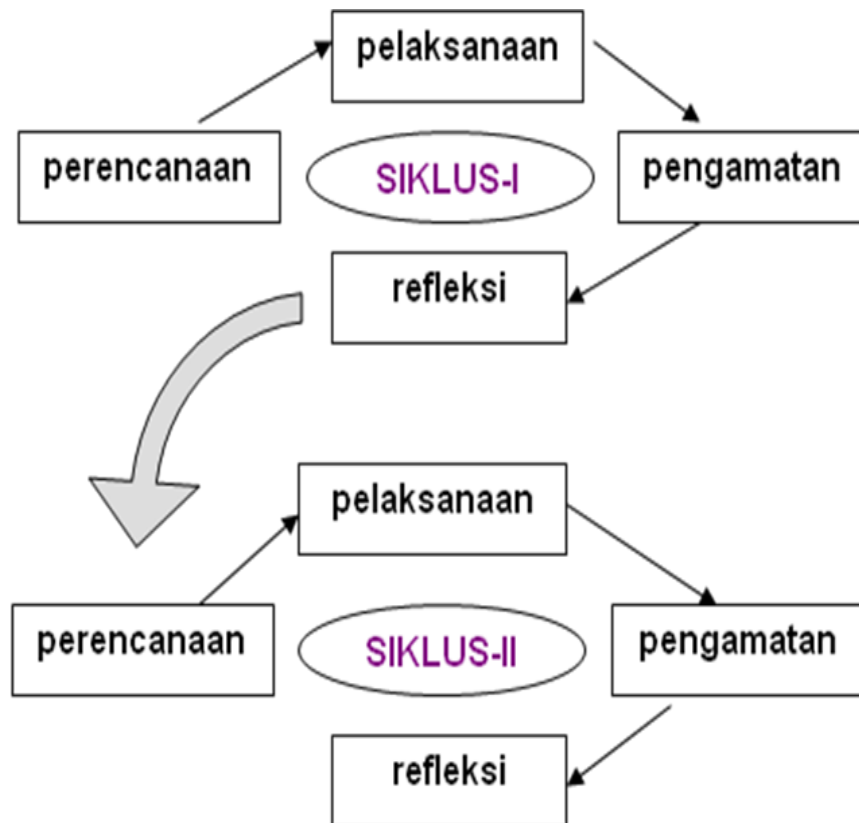 pelaksanaan
perencanaan
SIKLUS-I
pengamatan
refleksi
pelaksanaan
perencanaan
SIKLUS-II
pengamatan
refleksi